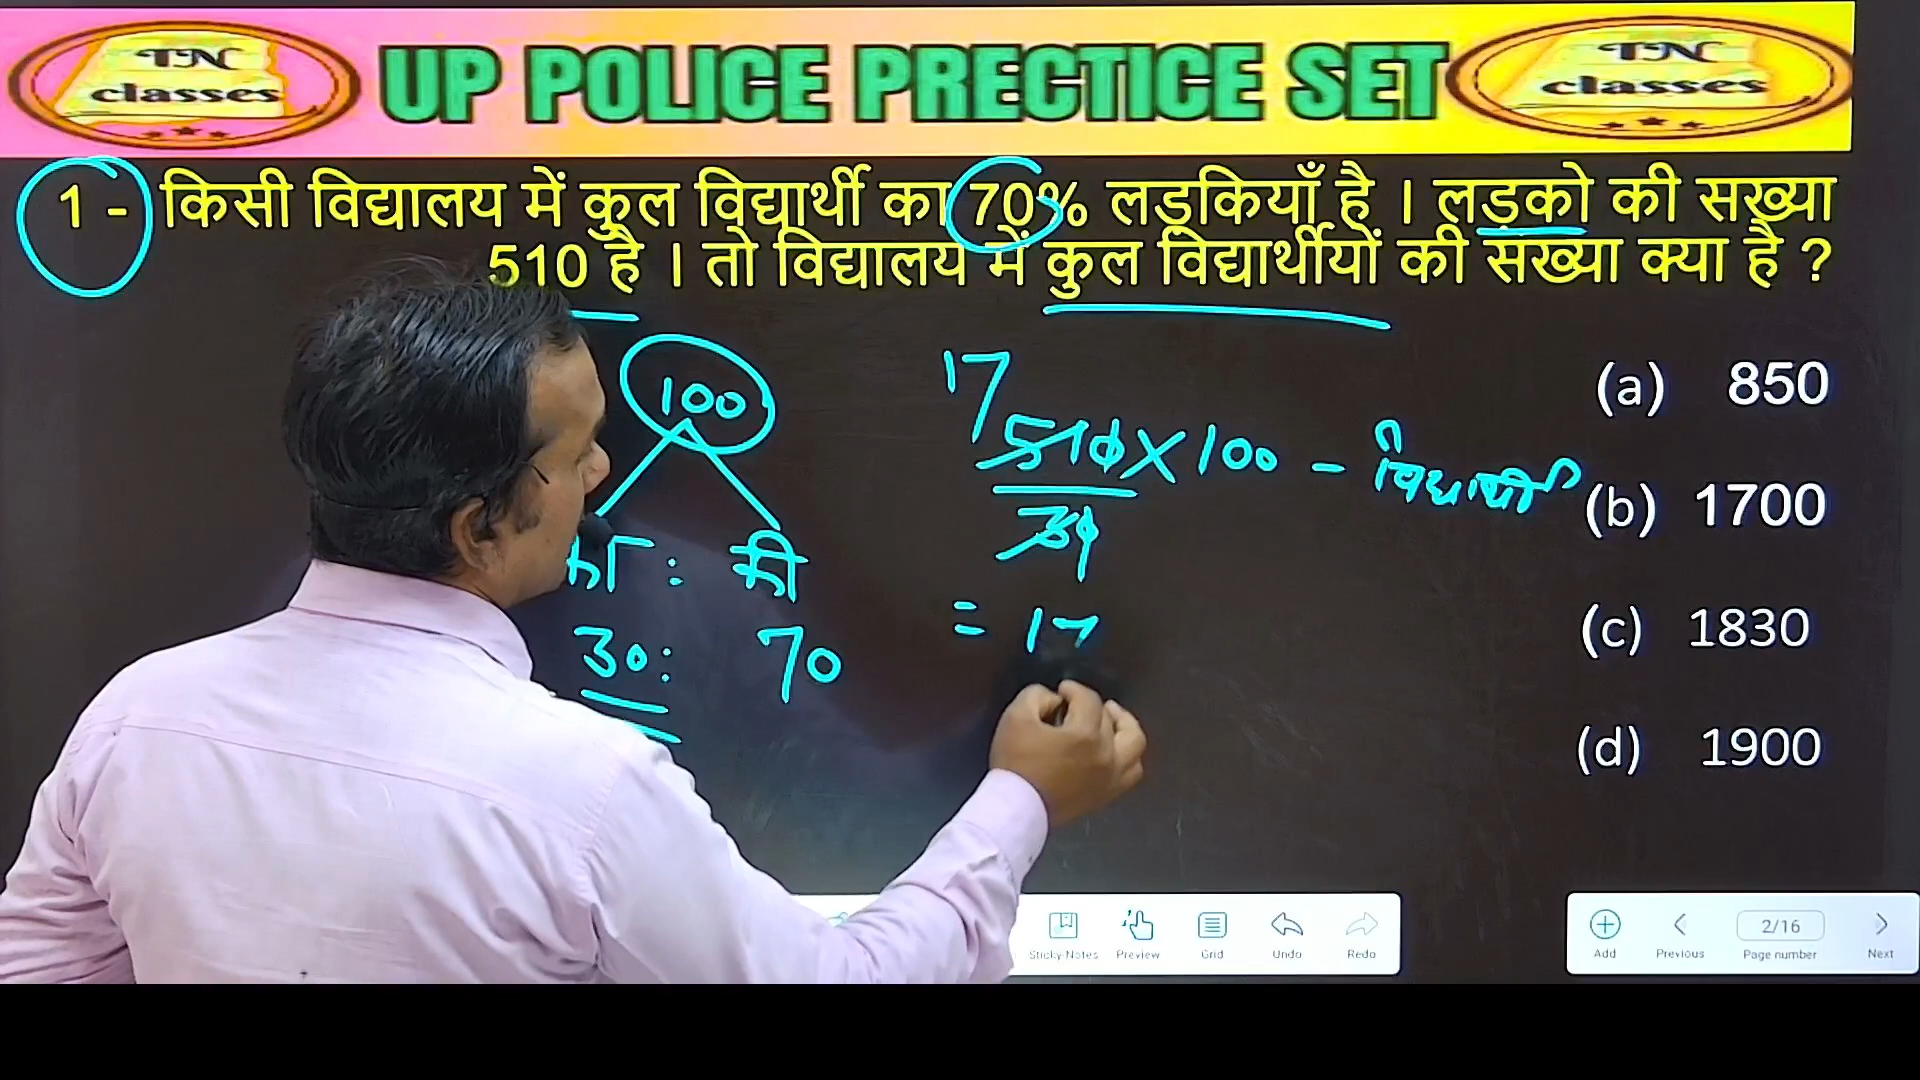 TN
classes
UP POLICE PRECTICE SET
TN
classes
1 - किसी विद्यालय में कुल विद्यार्थी का 70% लड़कियाँ है । लड़को की सख्या
510 है । तो विद्यालय में कुल विद्यार्थीयों की संख्या क्या है ?
100
का : की
30 : 70
17
510 X 100 - विद्यार्थी
30
= 17
(a) 850
(b) 1700
(c) 1830
(d) 1900
Sticky Notes Preview Grid Undo Redo
Add Previous 2/16 Page number Next